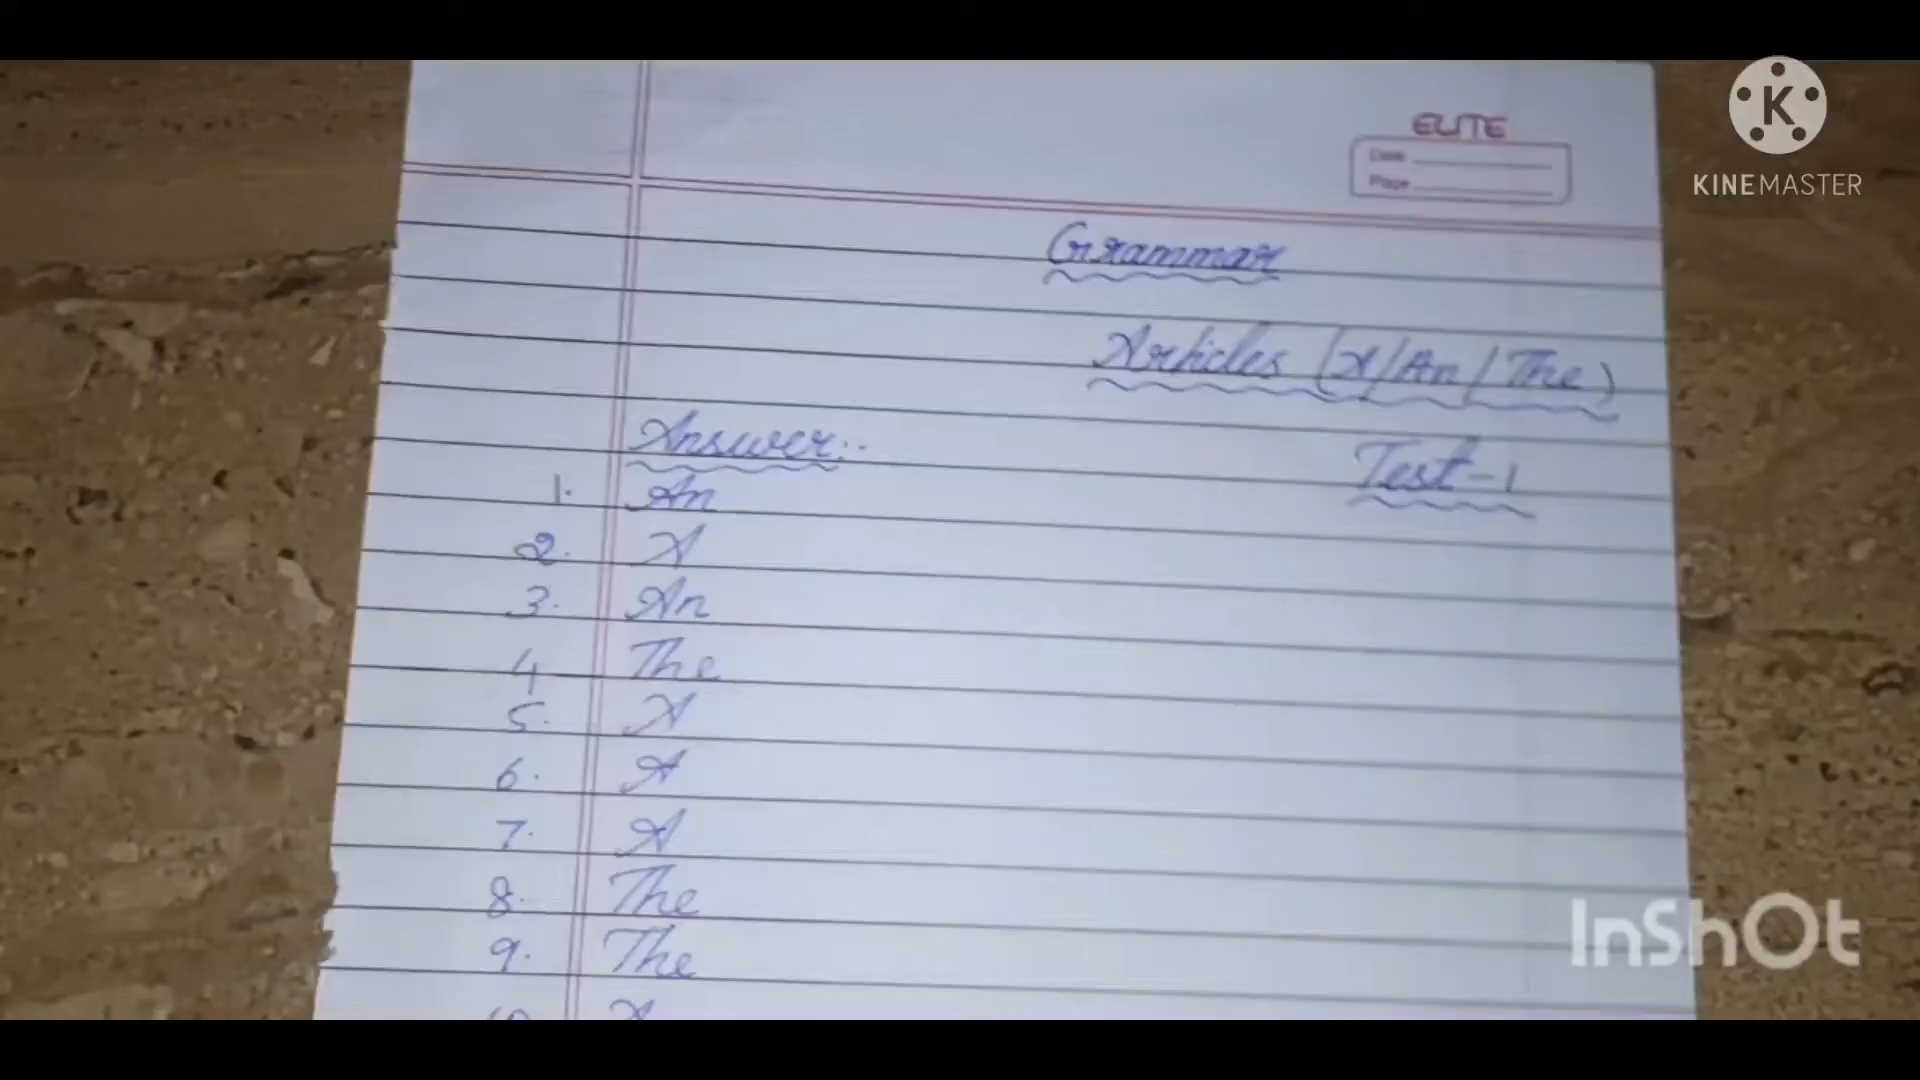 ELITE
Date
Page
KINEMASTER
Grammar
Articles (A/An/The)
Answer:-
Test-1
1. An
2. A
3. An
4 The
5. A
6. A
7. A
8. The
9. The
10 A
InShOt